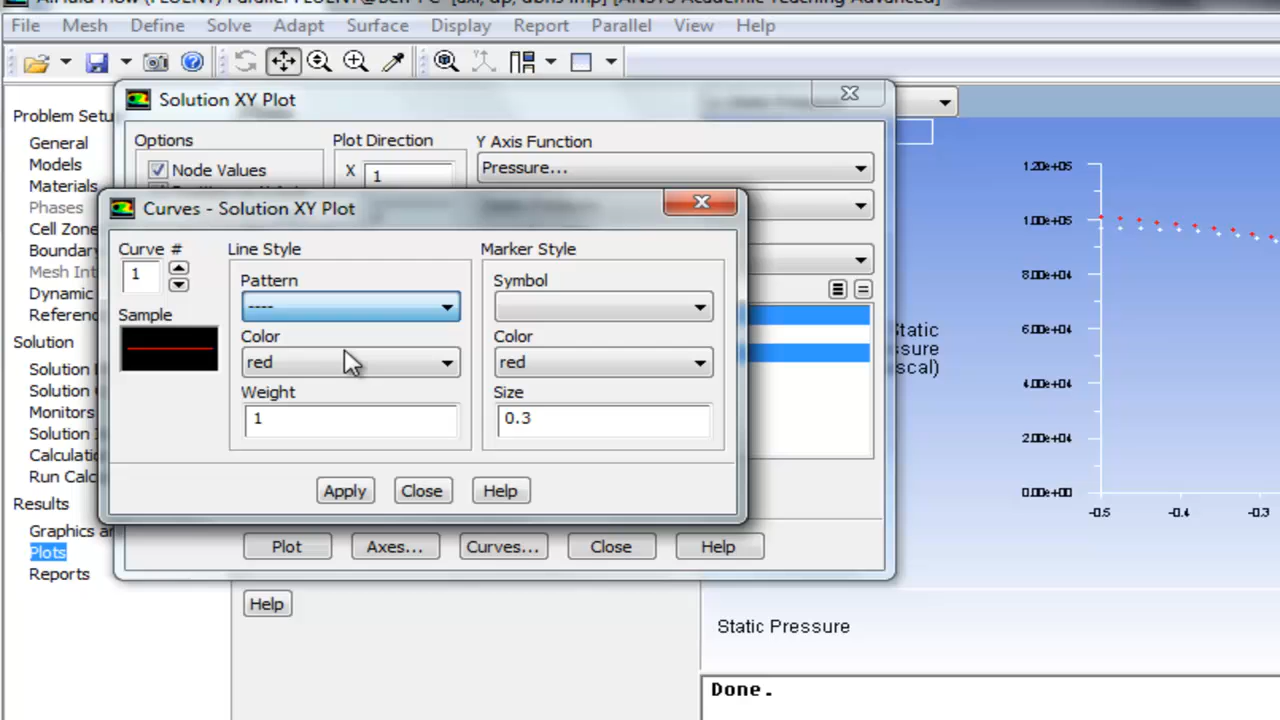 File Mesh Define Solve Adapt Surface Display Report Parallel View Help
Problem Setu
General
Models
Materials
Phases
Cell Zone
Boundary
Mesh Int
Dynamic
Referenc
Solution
Solution
Monitors
Solution
Calculati
Run Calc
Results
Graphics a
Plots
Reports
Solution XY Plot
Options
Node Values
Plot Direction
X 1
Y Axis Function
Pressure...
Curves - Solution XY Plot
Curve #
1
Sample
Line Style
Pattern
----
Color
red
Weight
1
Marker Style
Symbol
Color
red
Size
0.3
Apply Close Help
Plot Axes... Curves... Close Help
Help
1.20e+05
1.00e+05
8.00e+04
6.00e+04
4.00e+04
2.00e+04
0.00e+00
Static
ssure
scal)
-0.5 -0.4 -0.3
Static Pressure
Done.